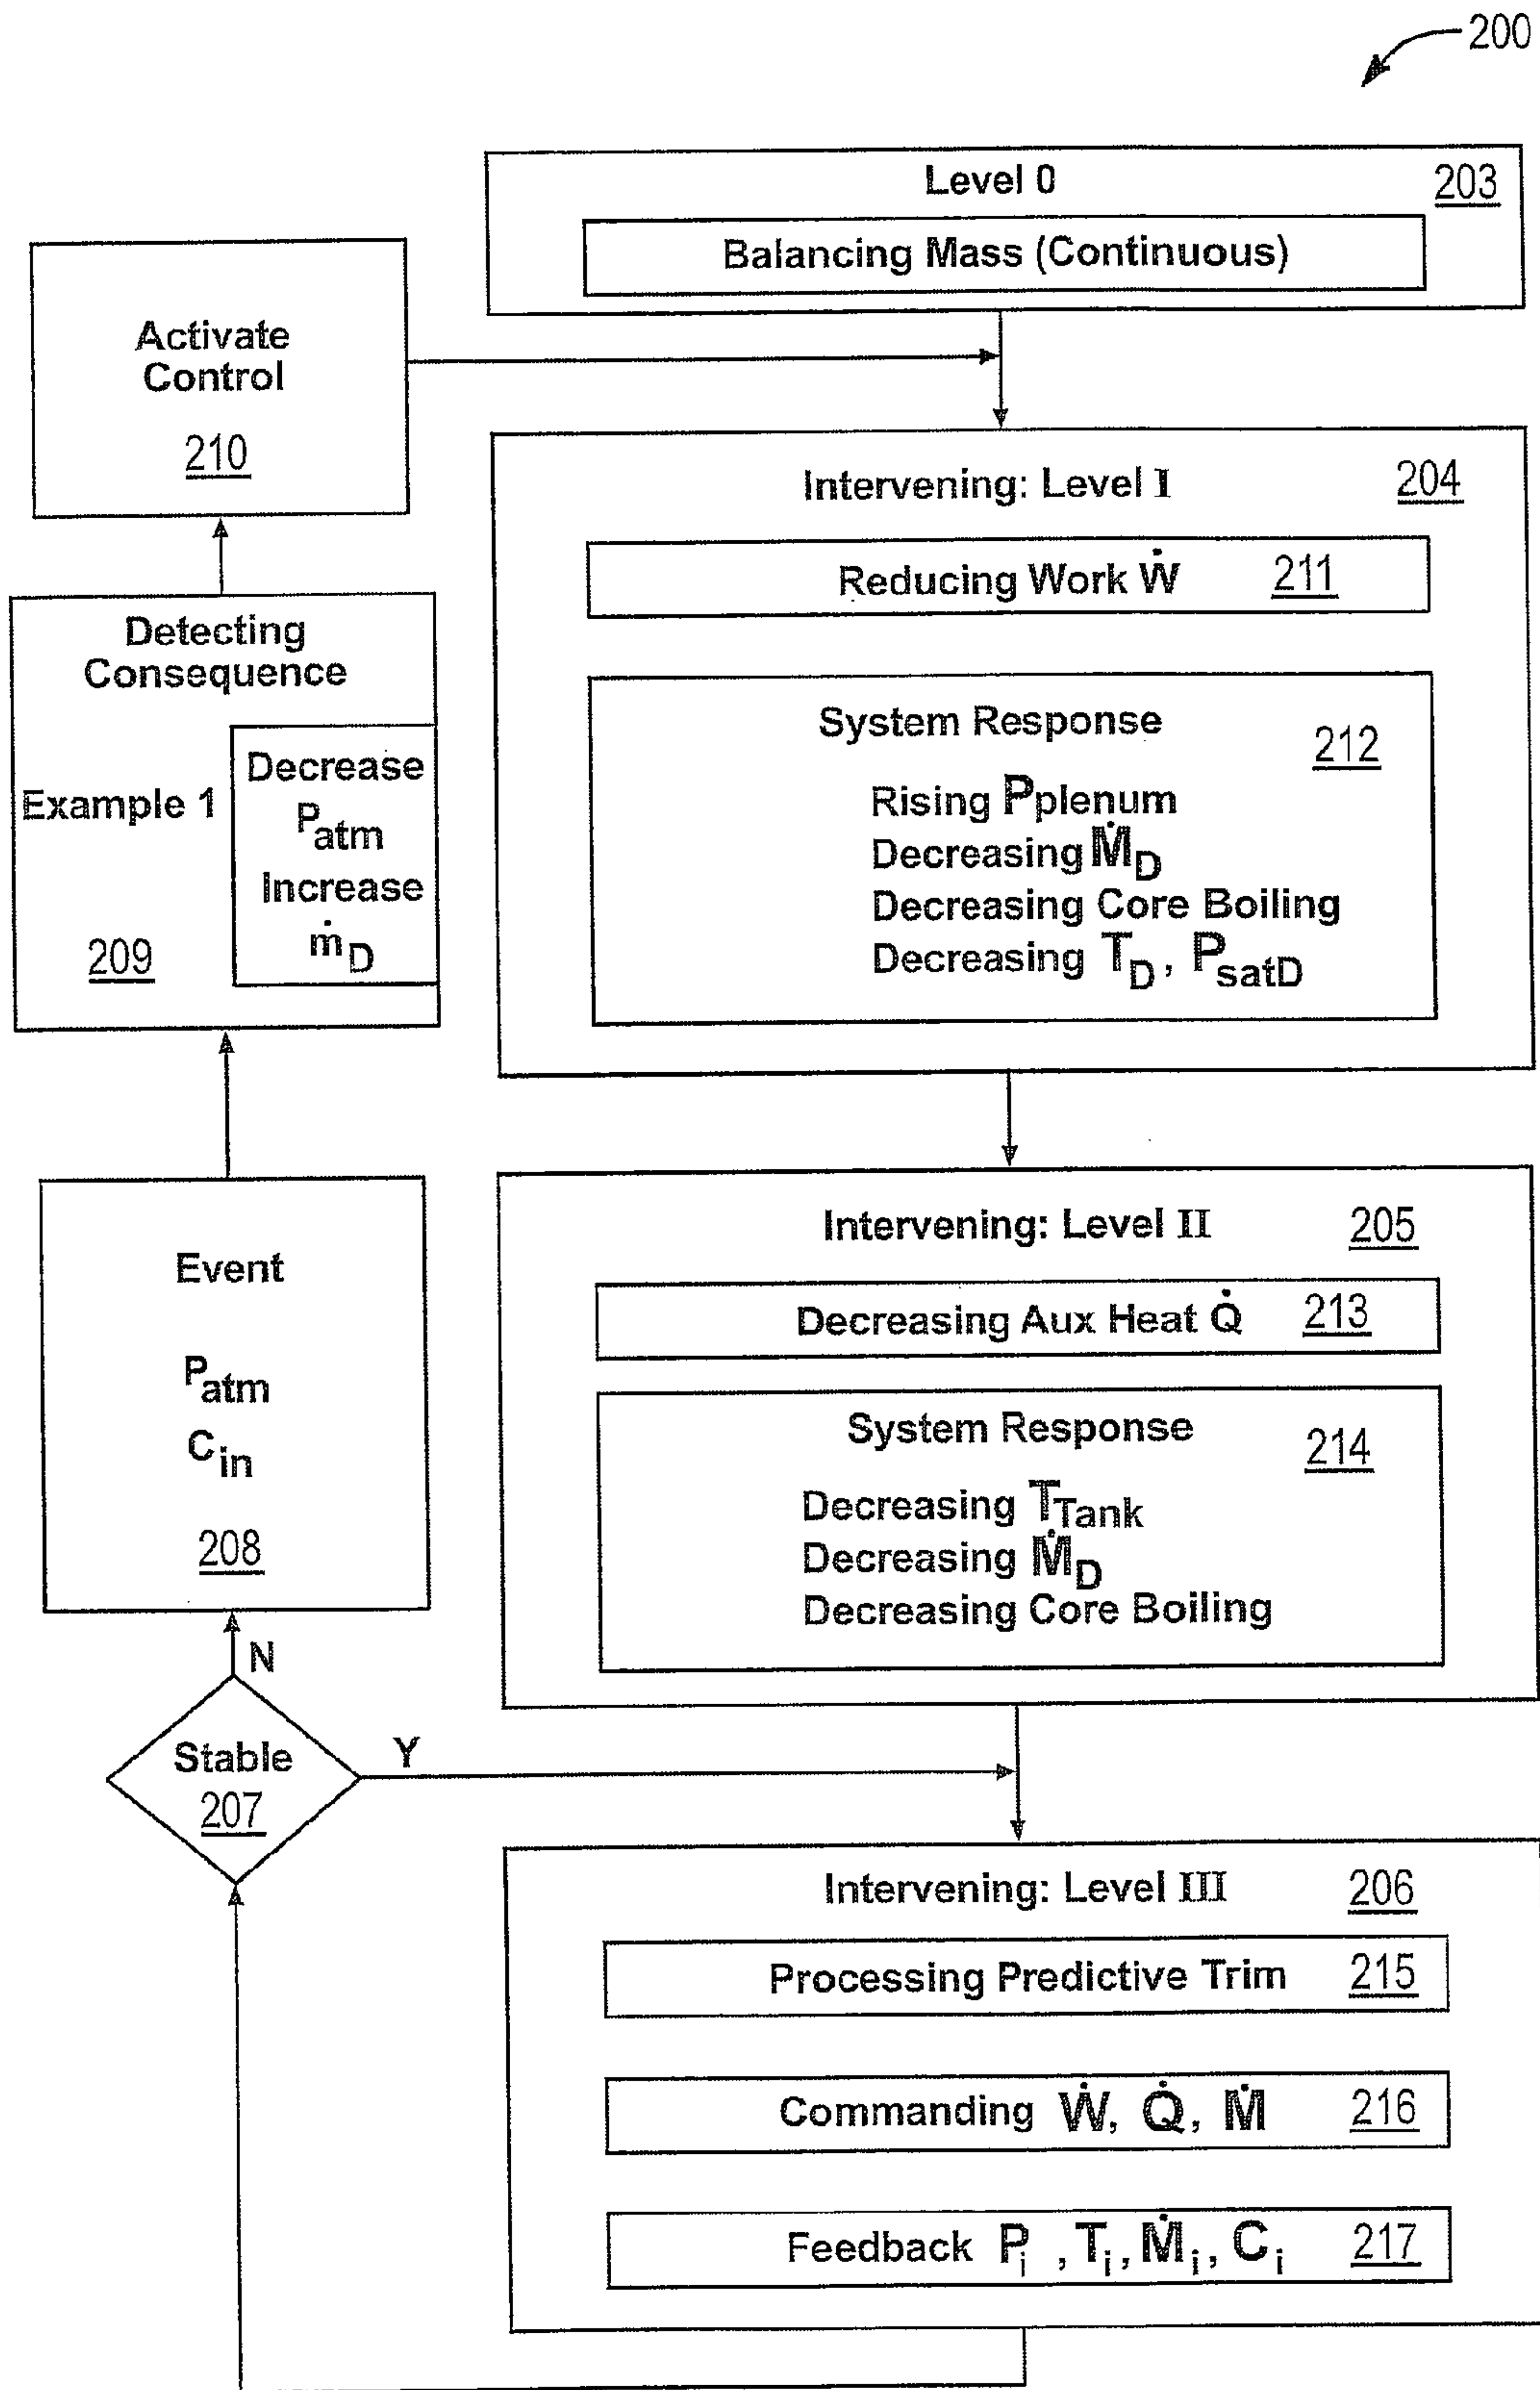 200
Level 0
203
Balancing Mass (Continuous)
Activate
Control
210
Intervening: Level I
204
Reducing Work Ẇ 211
System Response
212
Rising Pplenum
Decreasing ṀD
Decreasing Core Boiling
Decreasing TD, PsatD
Detecting
Consequence
Example 1
Decrease
Patm
Increase
ṁD
209
Intervening: Level II
205
Decreasing Aux Heat Q̇ 213
System Response
214
Decreasing TTank
Decreasing ṀD
Decreasing Core Boiling
Event
Patm
Cin
208
N
Stable
207
Y
Intervening: Level III
206
Processing Predictive Trim 215
Commanding Ẇ, Q̇, Ṁ 216
Feedback Pi , Ti, Ṁi, Ci 217